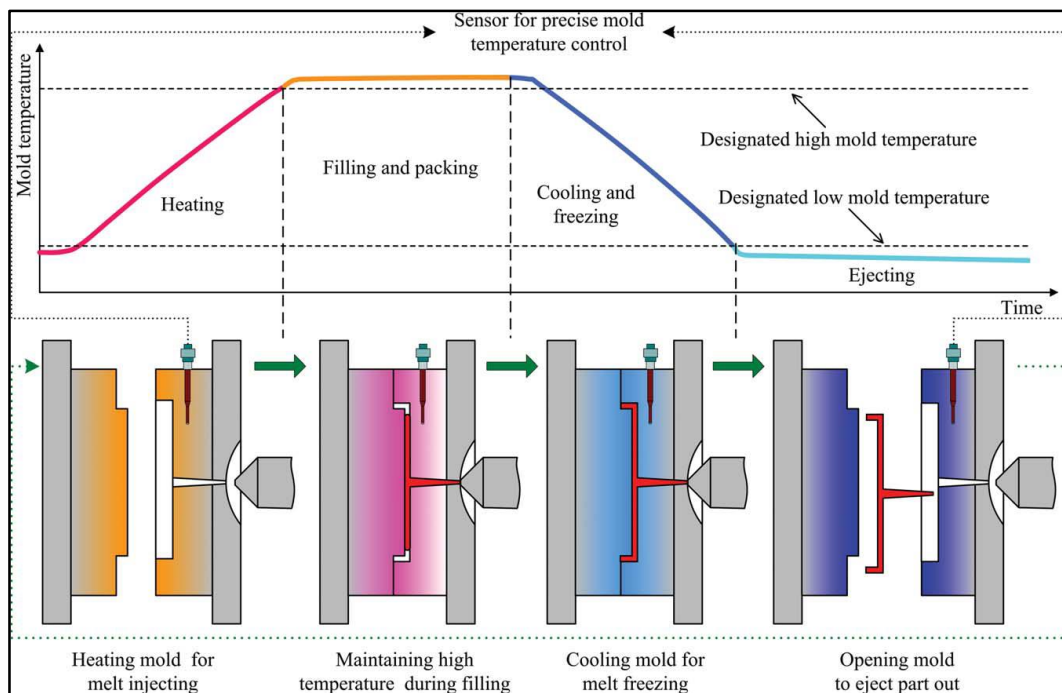 Sensor for precise mold
temperature control
Mold temperature
Designated high mold temperature
Filling and packing
Heating
Cooling and
freezing
Designated low mold temperature
Ejecting
Time
Heating mold for
melt injecting
Maintaining high
temperature during filling
Cooling mold for
melt freezing
Opening mold
to eject part out